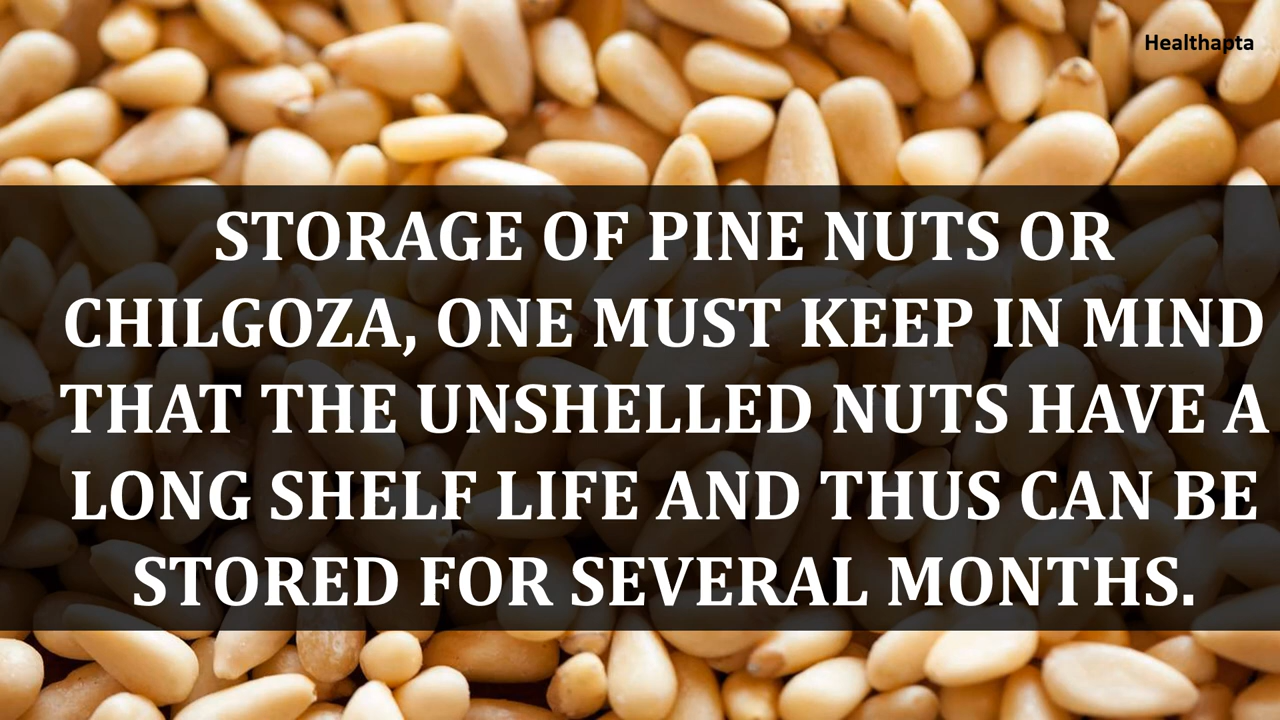 Healthapta
STORAGE OF PINE NUTS OR
CHILGOZA, ONE MUST KEEP IN MIND
THAT THE UNSHELLED NUTS HAVE A
LONG SHELF LIFE AND THUS CAN BE
STORED FOR SEVERAL MONTHS.